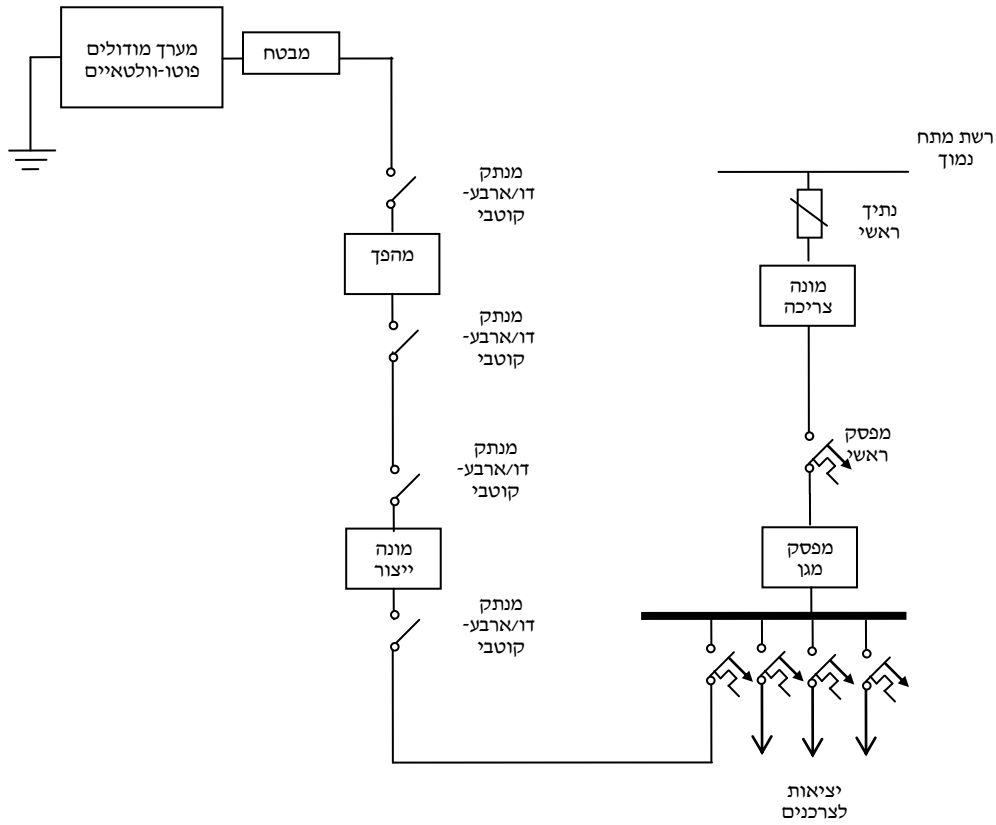 מערך מודולים
פוטו-וולטאיים
מבטח
מנתק
דו/ארבע-
קוטבי
מהפך
מנתק
דו/ארבע-
קוטבי
מנתק
דו/ארבע-
קוטבי
מונה
ייצור
מנתק
דו/ארבע-
קוטבי
רשת מתח
נמוך
נתיך
ראשי
מונה
צריכה
מפסק
ראשי
מפסק
מגן
יציאות
לצרכנים